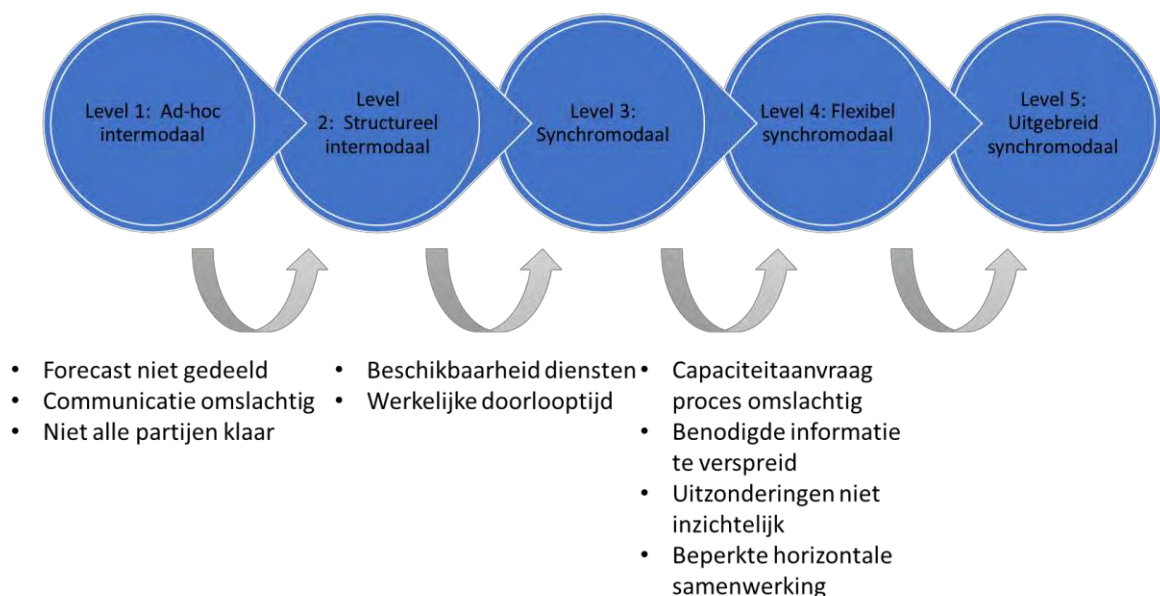 Level 1: Ad-hoc
intermodaal
Level
2: Structureel
intermodaal
Level 3:
Synchromodaal
Level 4: Flexibel
synchromodaal
Level 5:
Uitgebreid
synchromodaal
• Forecast niet gedeeld
• Communicatie omslachtig
• Niet alle partijen klaar
• Beschikbaarheid diensten
• Werkelijke doorlooptijd
• Capaciteitaanvraag
proces omslachtig
• Benodigde informatie
te verspreid
• Uitzonderingen niet
inzichtelijk
• Beperkte horizontale
samenwerking